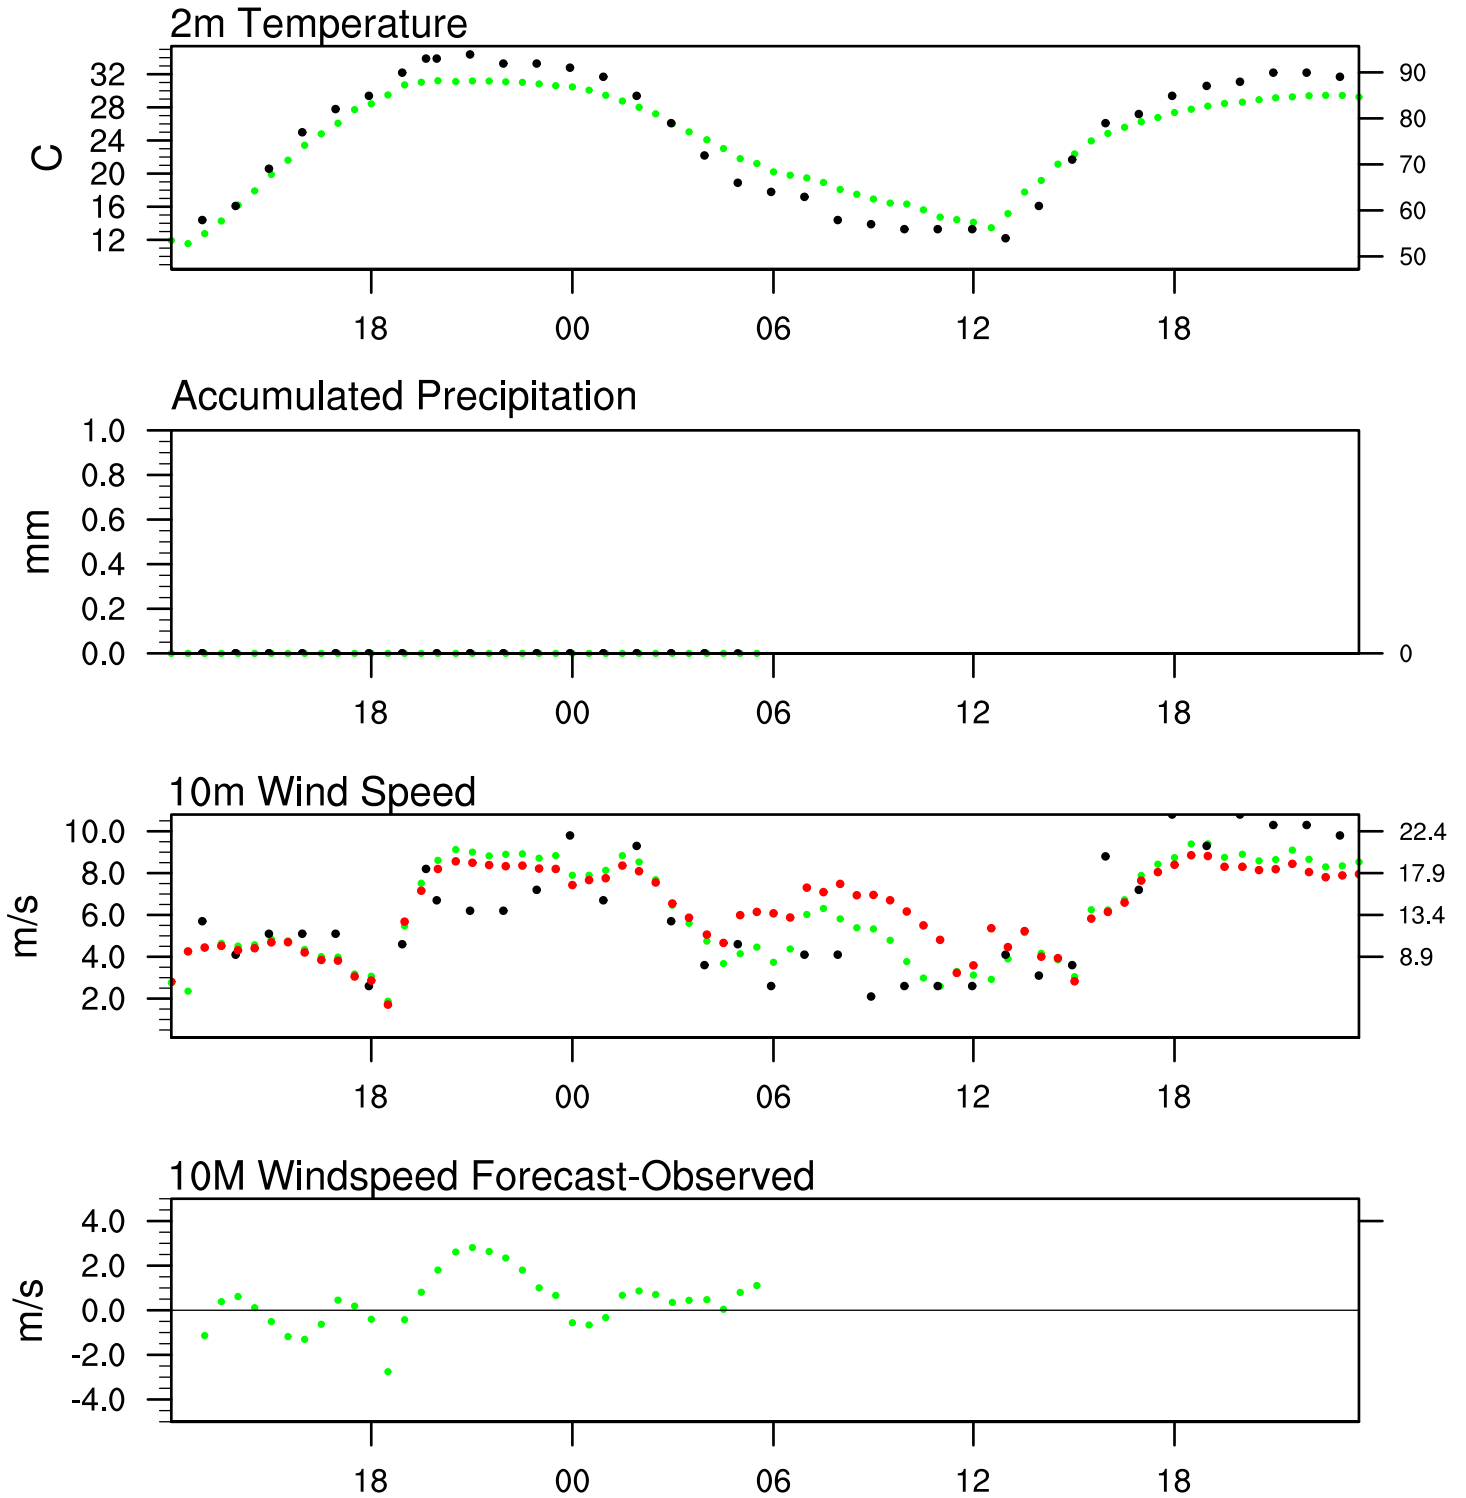 2m Temperature
32 90
28 80
24
C 70
20
16 60
12
50
18 00 06 12 18
Accumulated Precipitation
1.0
0.8
0.6
mm
0.4
0.2
0.0 0
18 00 06 12 18
10m Wind Speed
10.0 22.4
8.0 17.9
m/s
6.0 13.4
4.0 8.9
2.0
18 00 06 12 18
10M Windspeed Forecast-Observed
4.0
2.0
m/s
0.0
-2.0
-4.0
18 00 06 12 18